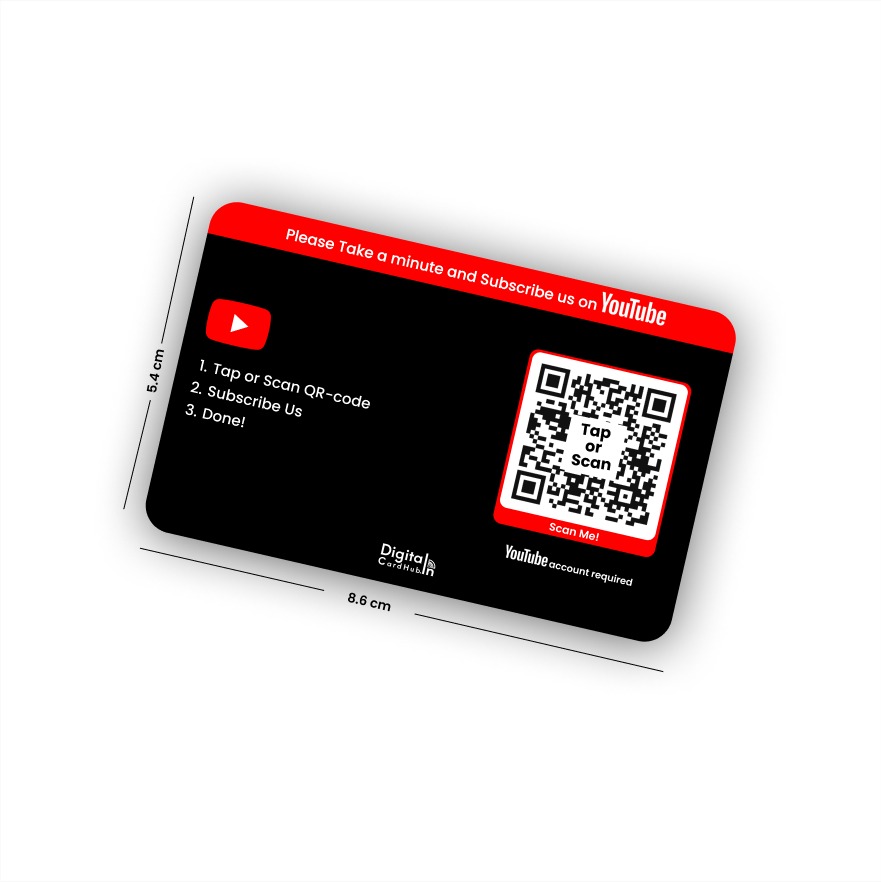 Please Take a minute and Subscribe us on YouTube
1. Tap or Scan QR-code
2. Subscribe Us
3. Done!
Tap
or
Scan
Scan Me!
YouTube account required
Digital
CardHub.In
5.4 cm
8.6 cm